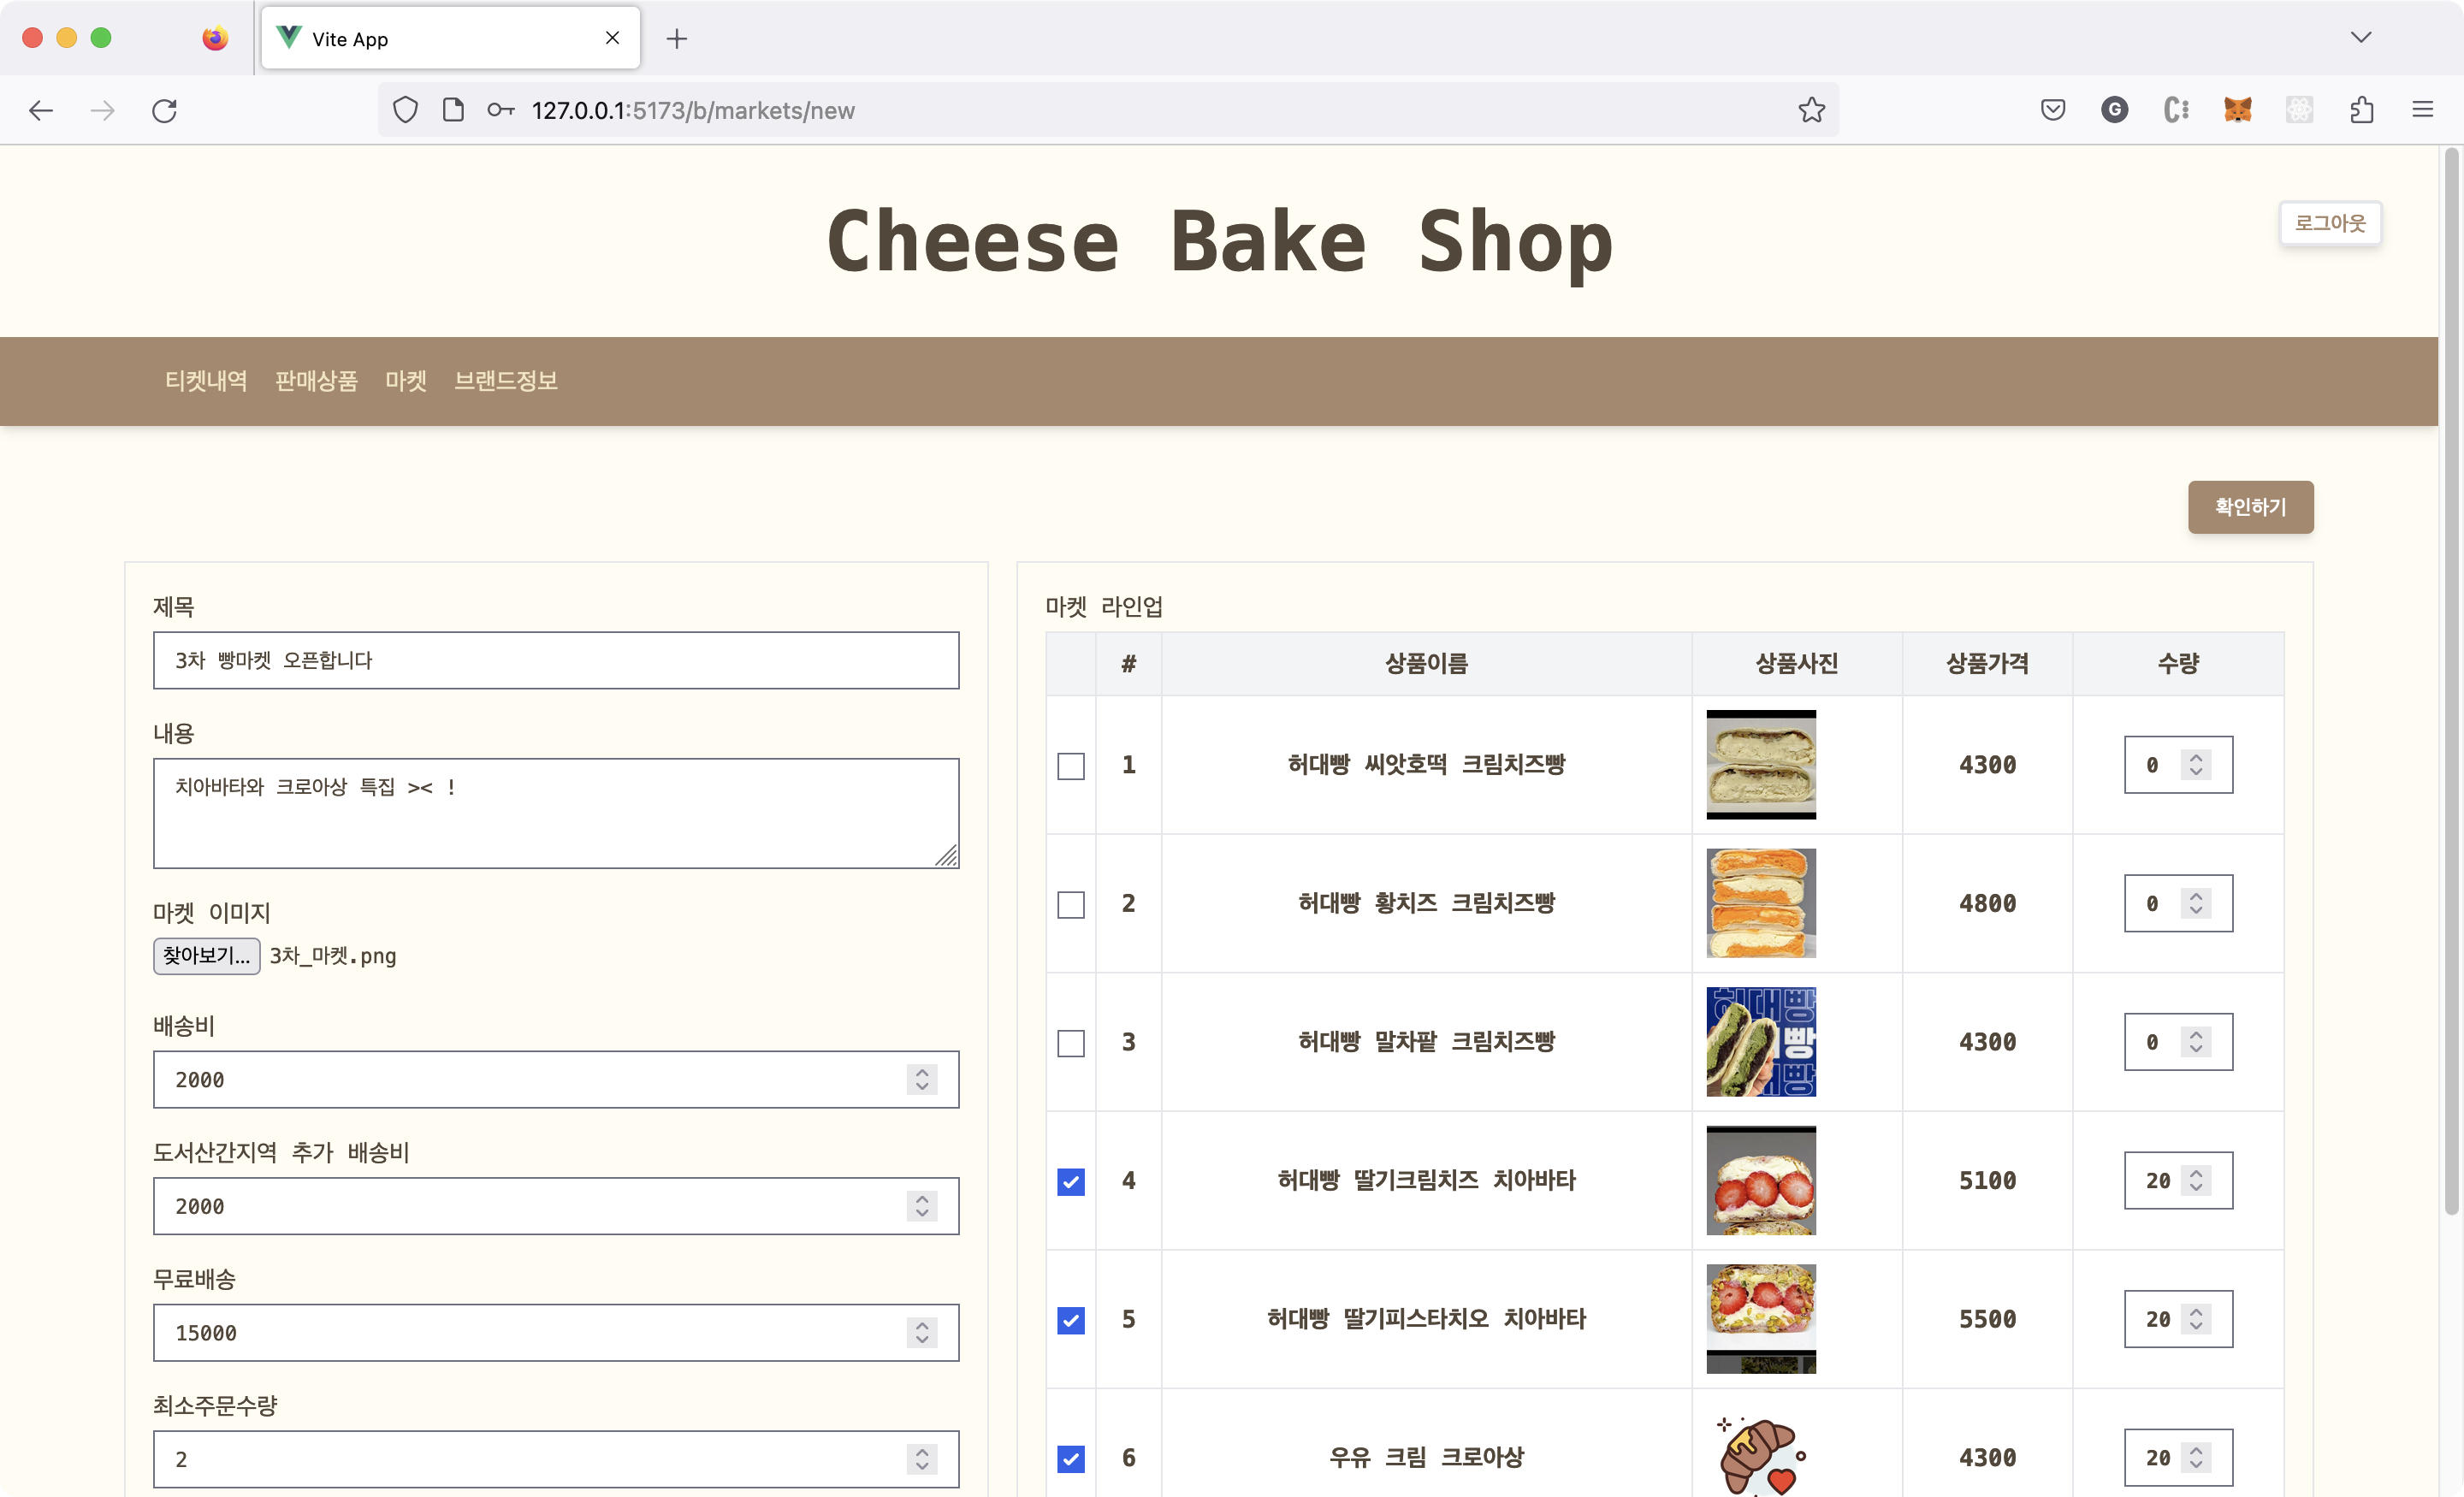 Vite App
127.0.0.1:5173/b/markets/new
G
Cheese Bake Shop
로그아웃
티켓내역 판매상품 마켓 브랜드정보
확인하기
제목
3차 빵마켓 오픈합니다
내용
치아바타와 크로아상 특집 >< !
마켓 이미지
찾아보기... 3차_마켓.png
배송비
2000
도서산간지역 추가 배송비
2000
무료배송
15000
최소주문수량
2
마켓 라인업
# 상품이름 상품사진 상품가격 수량
1 허대빵 씨앗호떡 크림치즈빵 4300 0
2 허대빵 황치즈 크림치즈빵 4800 0
3 허대빵 말차팥 크림치즈빵 4300 0
4 허대빵 딸기크림치즈 치아바타 5100 20
5 허대빵 딸기피스타치오 치아바타 5500 20
6 우유 크림 크로아상 4300 20